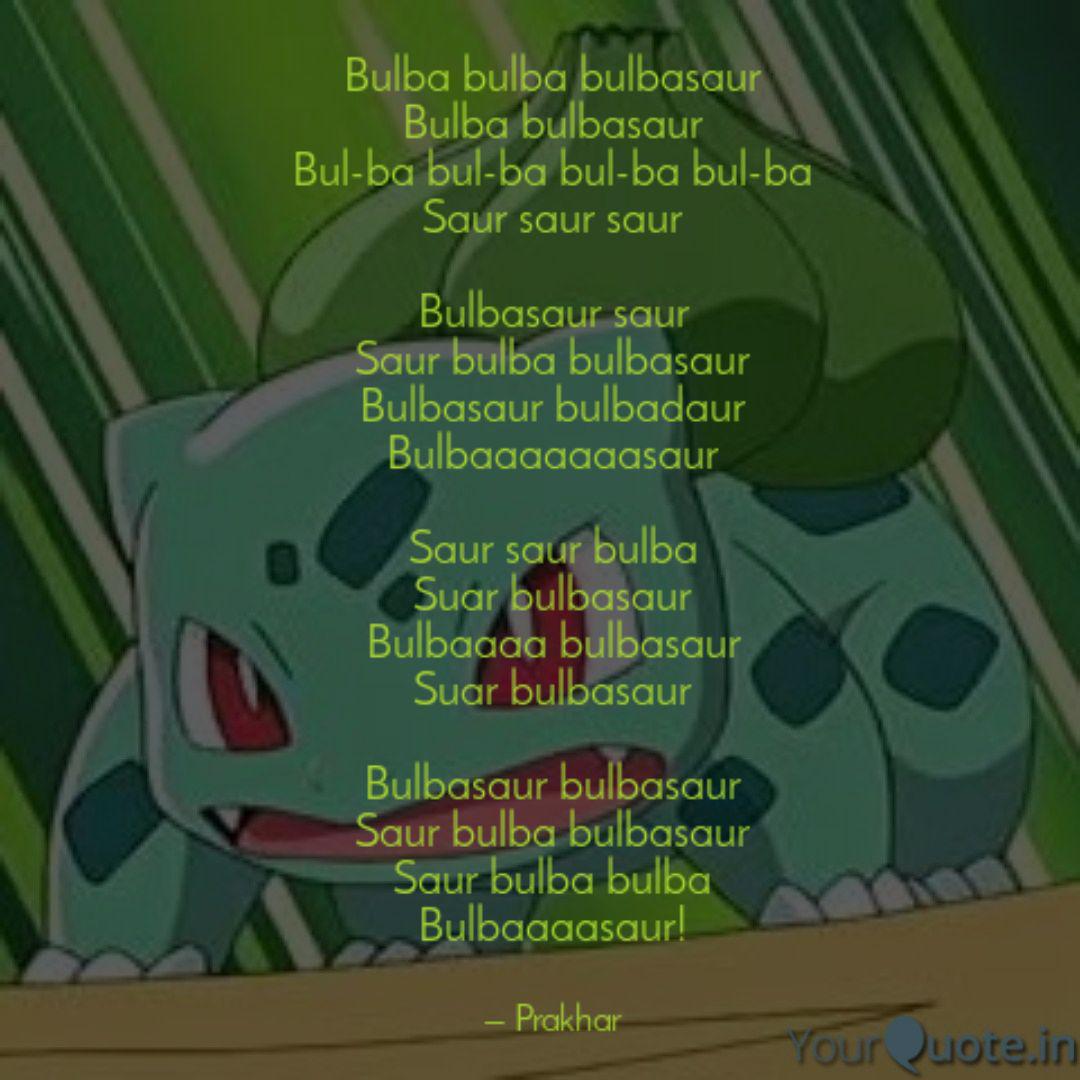 Bulba bulba bulbasaur
Bulba bulbasaur
Bul-ba bul-ba bul-ba bul-ba
Saur saur saur
Bulbasaur saur
Saur bulba bulbasaur
Bulbasaur bulbadaur
Bulbaaaaaaasaur
Saur saur bulba
Suar bulbasaur
Bulbaaaa bulbasaur
Suar bulbasaur
Bulbasaur bulbasaur
Saur bulba bulbasaur
Saur bulba bulba
Bulbaaaasaur!
– Prakhar
YourQuote.in